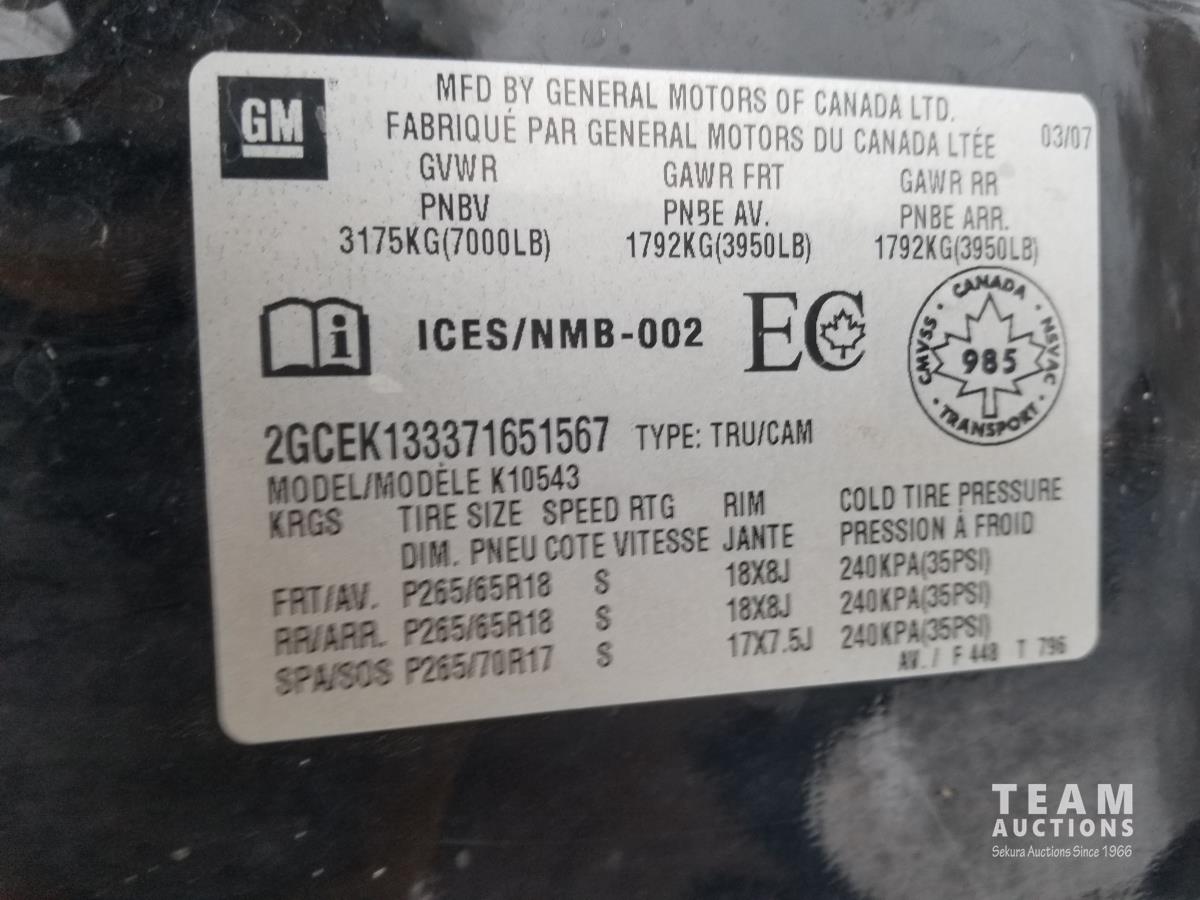 GM
MFD BY GENERAL MOTORS OF CANADA LTD.
FABRIQUÉ PAR GENERAL MOTORS DU CANADA LTÉE 03/07
GVWR GAWR FRT GAWR RR
PNBV PNBE AV. PNBE ARR.
3175KG(7000LB) 1792KG(3950LB) 1792KG(3950LB)
i ICES/NMB-002 EC
CANADA
CMVSS 985 NSVAC
TRANSPORT
2GCEK133371651567 TYPE: TRU/CAM
MODEL/MODÈLE K10543
KRGS TIRE SIZE SPEED RTG RIM COLD TIRE PRESSURE
DIM. PNEU COTE VITESSE JANTE PRESSION À FROID
FRT/AV. P265/65R18 S 18X8J 240KPA(35PSI)
RR/ARR. P265/65R18 S 18X8J 240KPA(35PSI)
SPA/SOS P265/70R17 S 17X7.5J 240KPA(35PSI)
F 448 T 796
TEAM
AUCTIONS
Sekura Auctions Since 1966